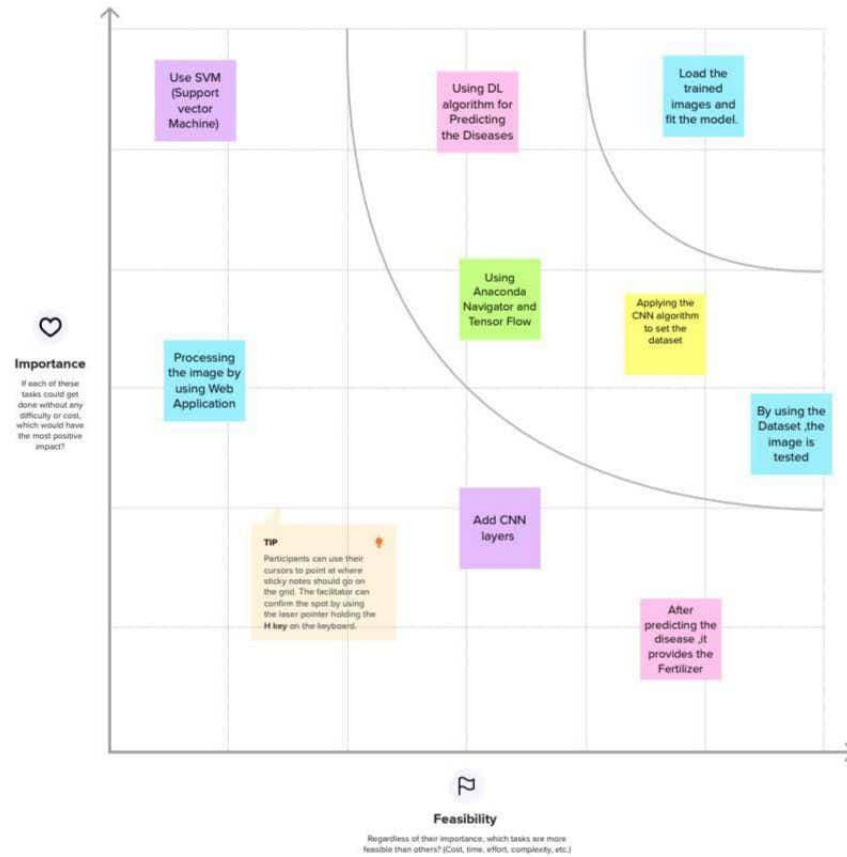 Use SVM
(Support
vector
Machine)
Using DL
algorithm for
Predicting
the Diseases
Load the
trained
images and
fit the model.
Using
Anaconda
Navigator and
Tensor Flow
Applying the
CNN algorithm
to set the
dataset
Importance
If each of these
tasks could get
done without any
difficulty or cost,
which would have
the most positive
impact?
Processing
the image by
using Web
Application
By using the
Dataset ,the
image is
tested
Add CNN
layers
TIP
Participants can use their
cursors to point at where
sticky notes should go on
the grid. The facilitator can
confirm the spot by using
the laser pointer holding the
H key on the keyboard.
After
predicting the
disease ,it
provides the
Fertilizer
Feasibility
Regardless of their importance, which tasks are more
feasible than others? (Cost, time, effort, complexity, etc.)